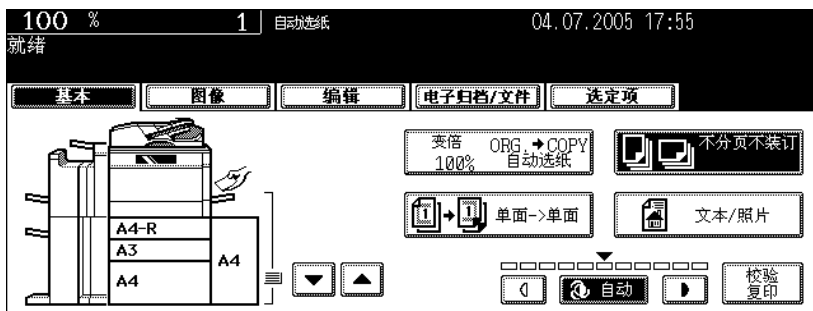 100 % 1 自动选纸 04.07.2005 17:55
就绪
基本 图像 编辑 电子归档/文件 选定项
变倍 ORG.→COPY
100% 自动选纸
不分页不装订
1→1 单面->单面
文本/照片
A4-R
A3
A4
A4
自动
校验
复印